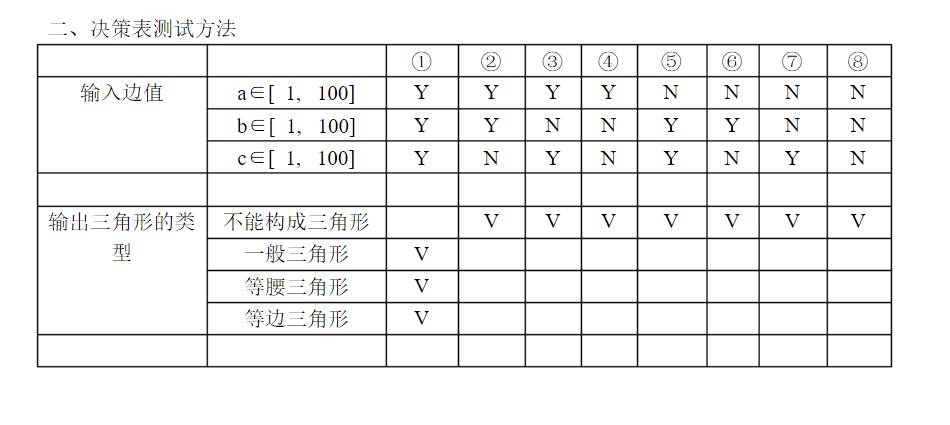 二、决策表测试方法
① ② ③ ④ ⑤ ⑥ ⑦ ⑧
输入边值 a∈[ 1, 100] Y Y Y Y N N N N
b∈[ 1, 100] Y Y N N Y Y N N
c∈[ 1, 100] Y N Y N Y N Y N
输出三角形的类 不能构成三角形 V V V V V V V
型 一般三角形 V
等腰三角形 V
等边三角形 V